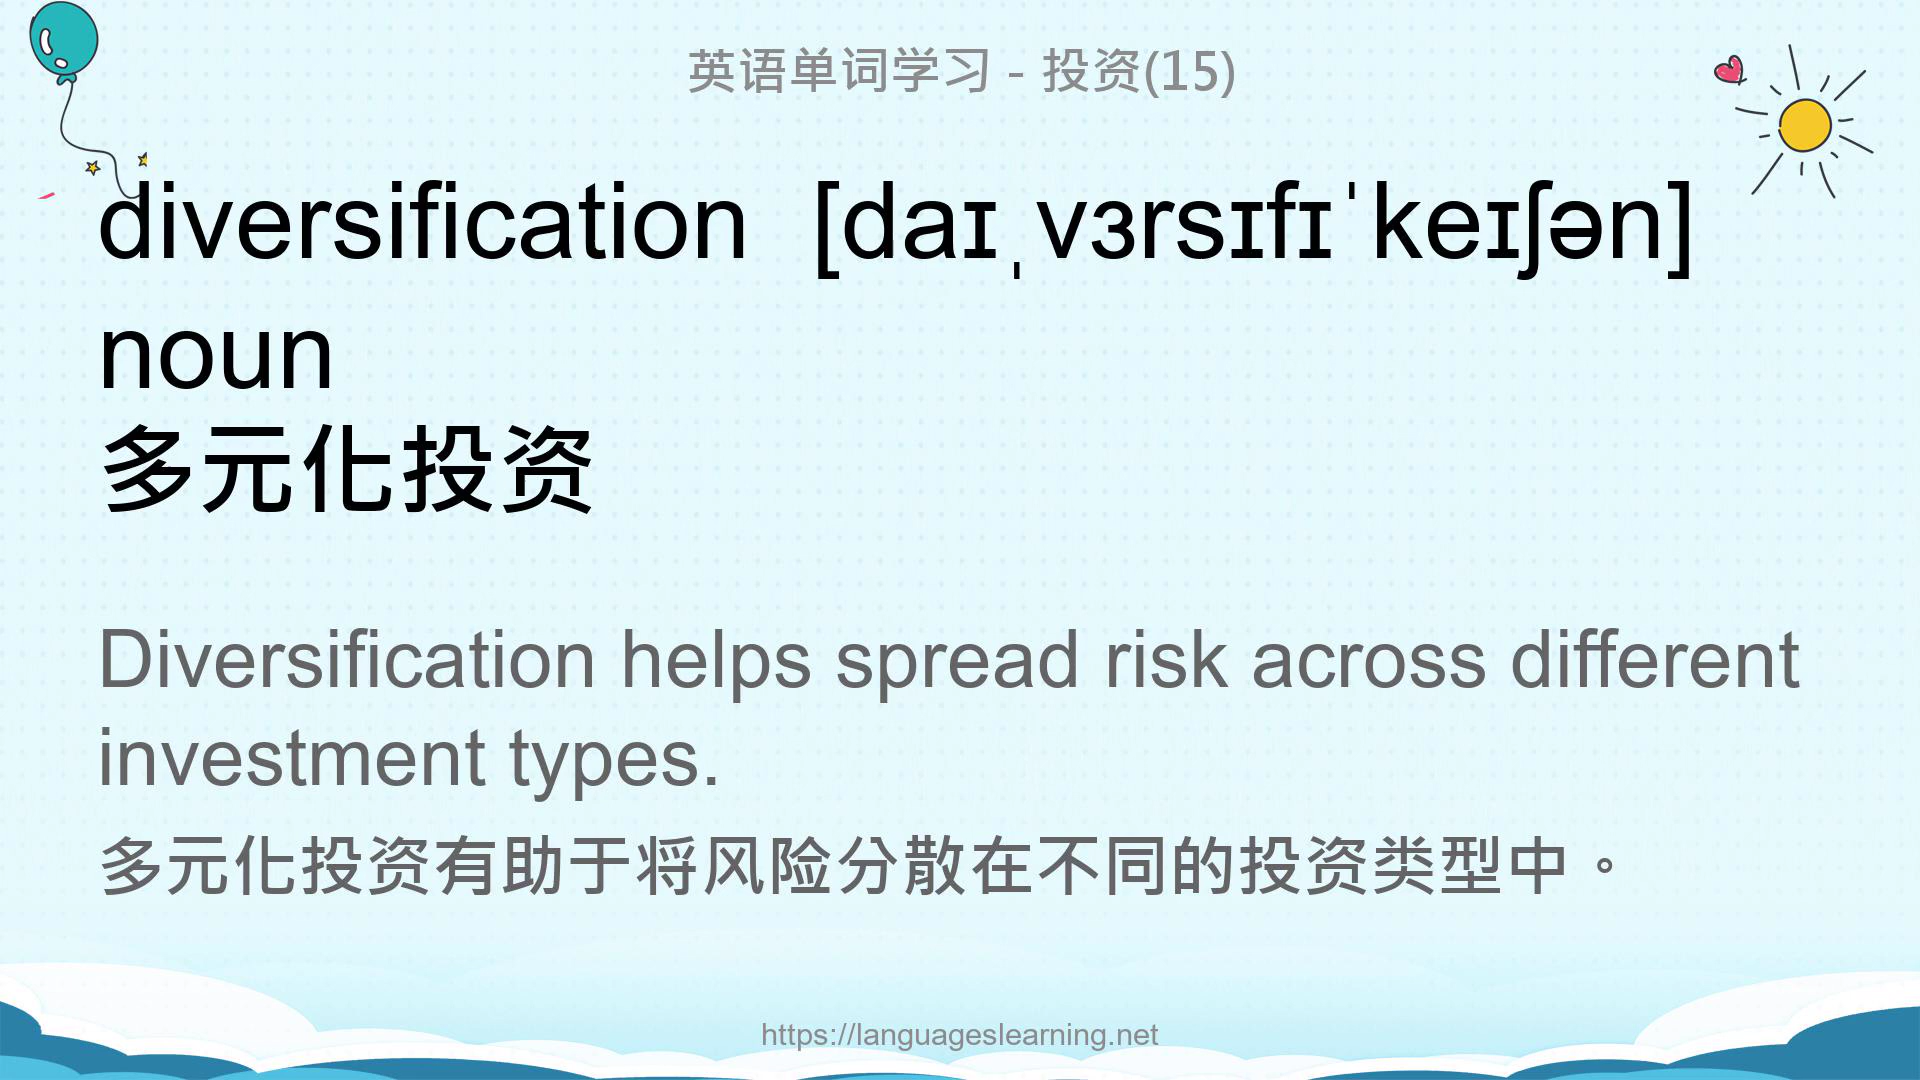 英语单词学习 - 投资(15)
diversification [daɪˌvɜrsɪfɪˈkeɪʃən]
noun
多元化投资
Diversification helps spread risk across different
investment types.
多元化投资有助于将风险分散在不同的投资类型中。
https://languageslearning.net